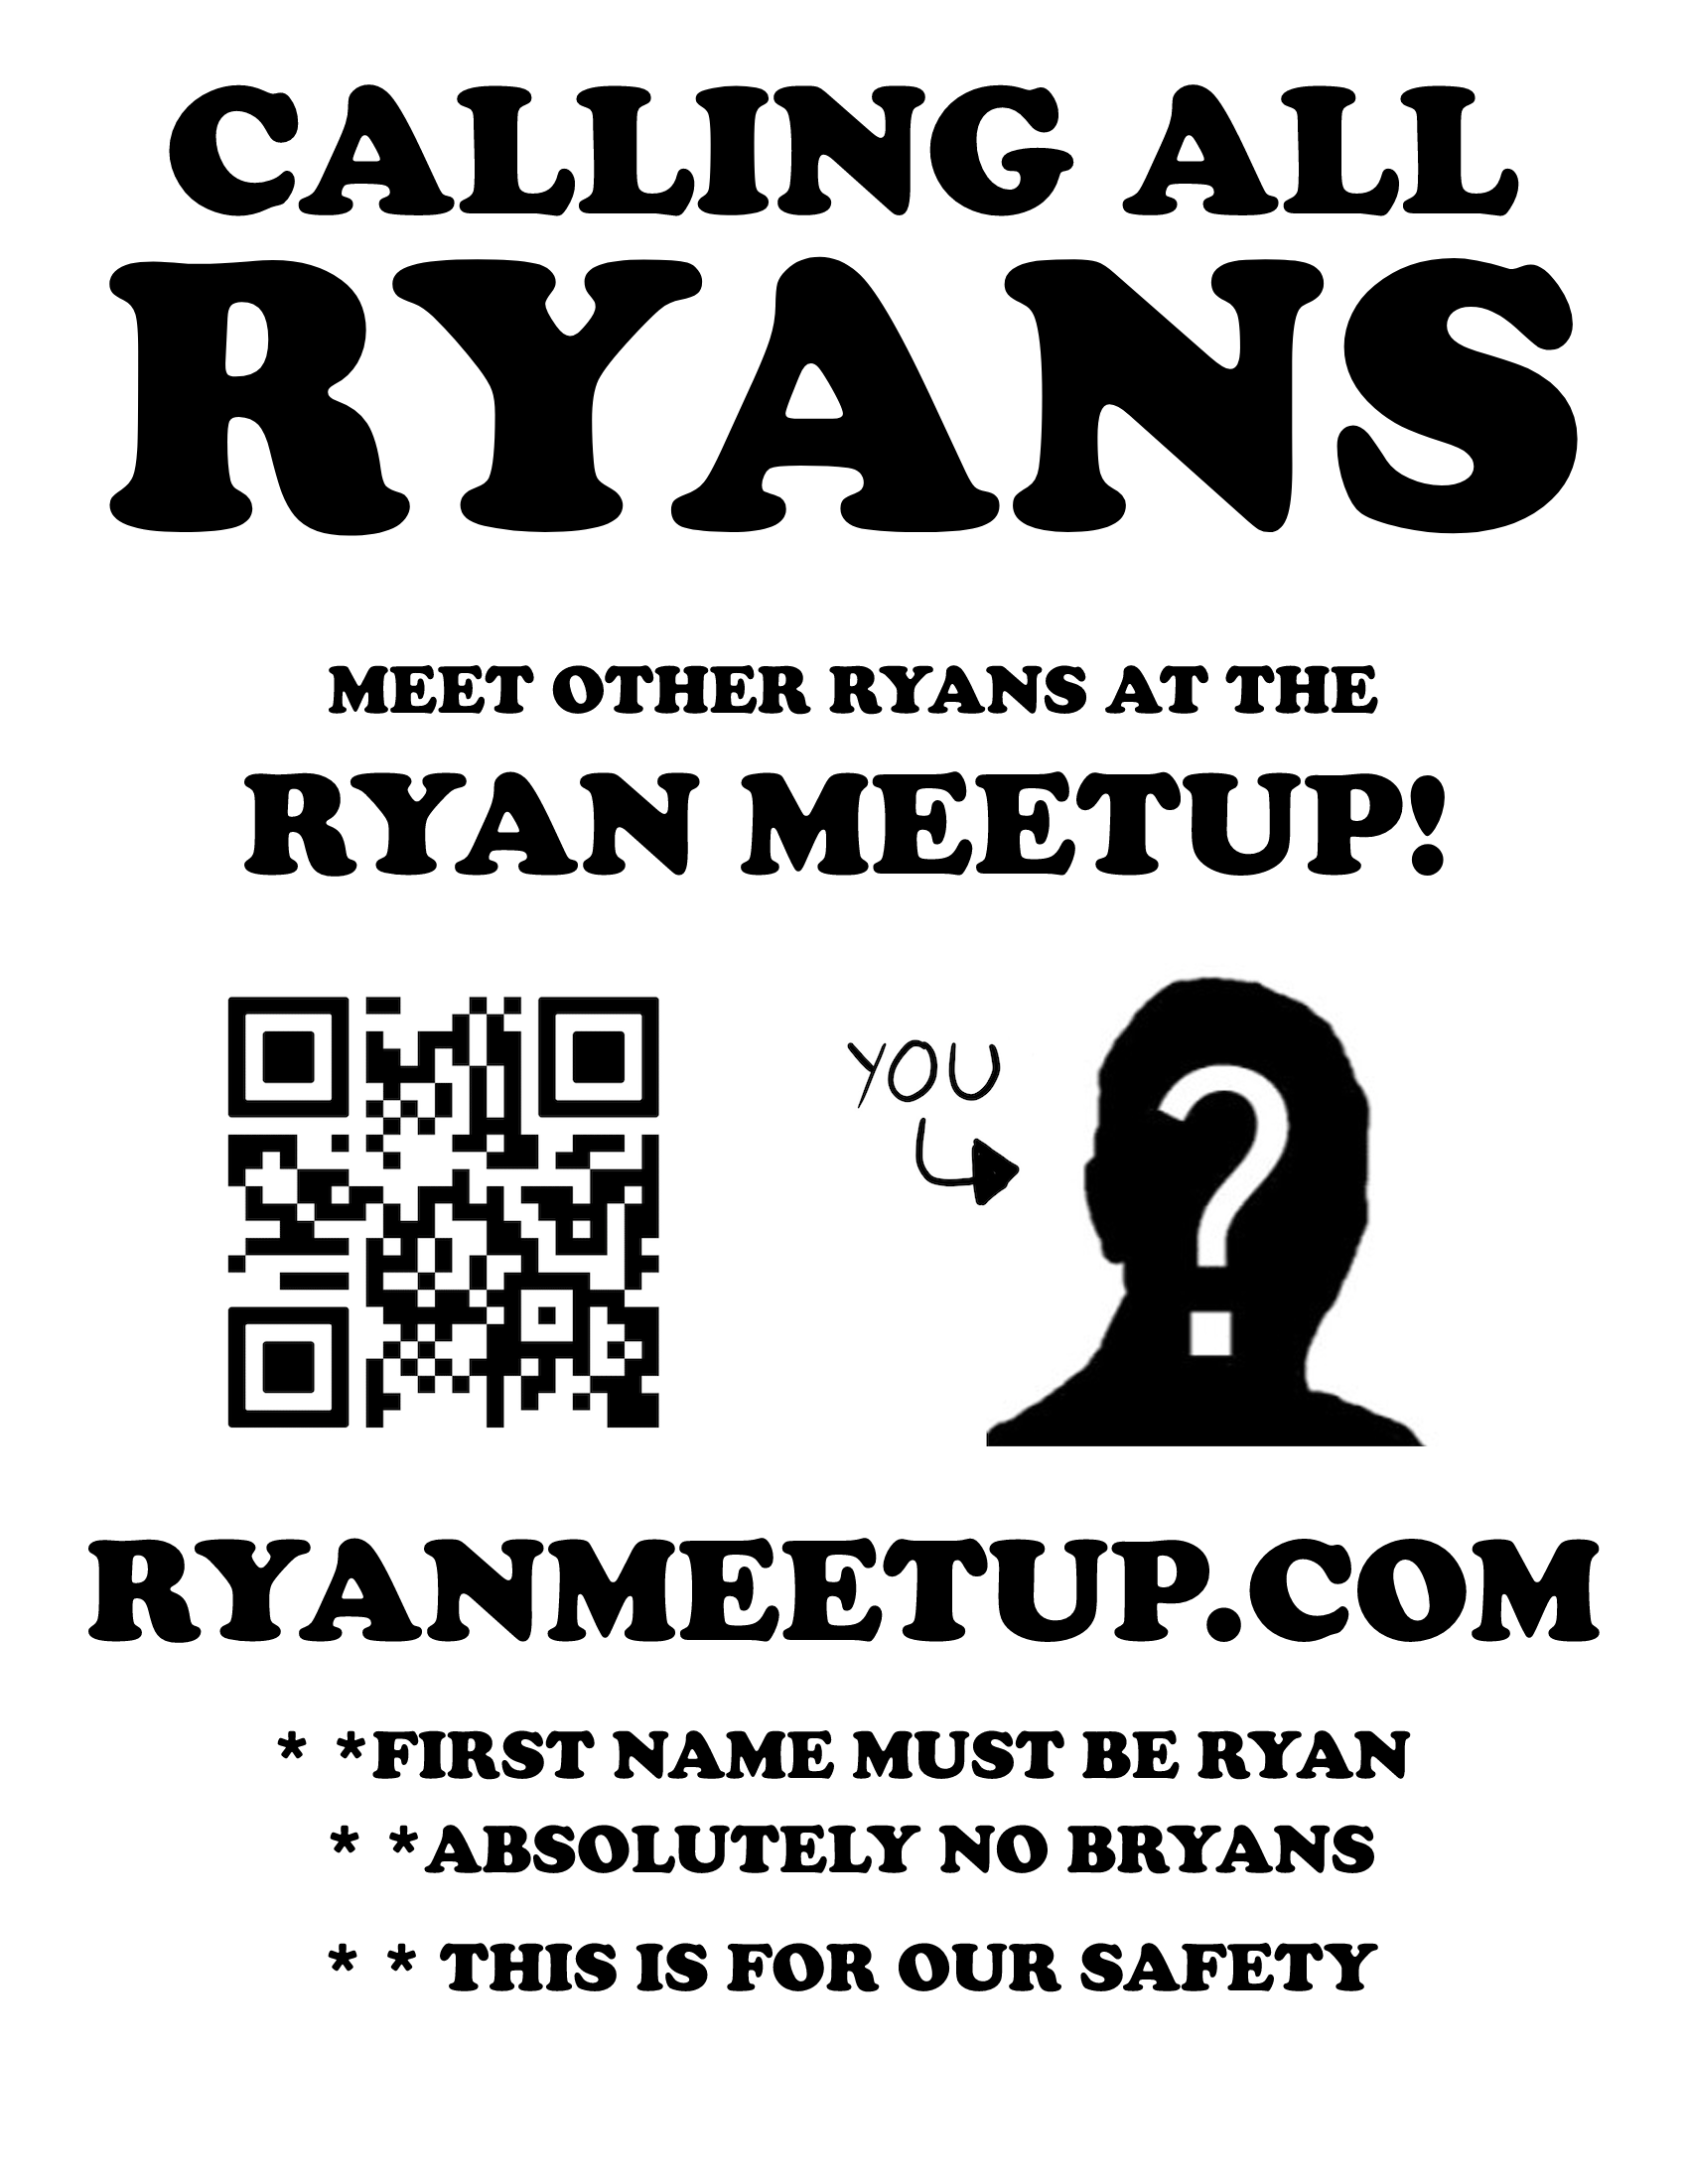 CALLING ALL
RYANS
MEET OTHER RYANS AT THE
RYAN MEETUP!
YOU
?
RYANMEETUP.COM
* *FIRST NAME MUST BE RYAN
* *ABSOLUTELY NO BRYANS
* * THIS IS FOR OUR SAFETY